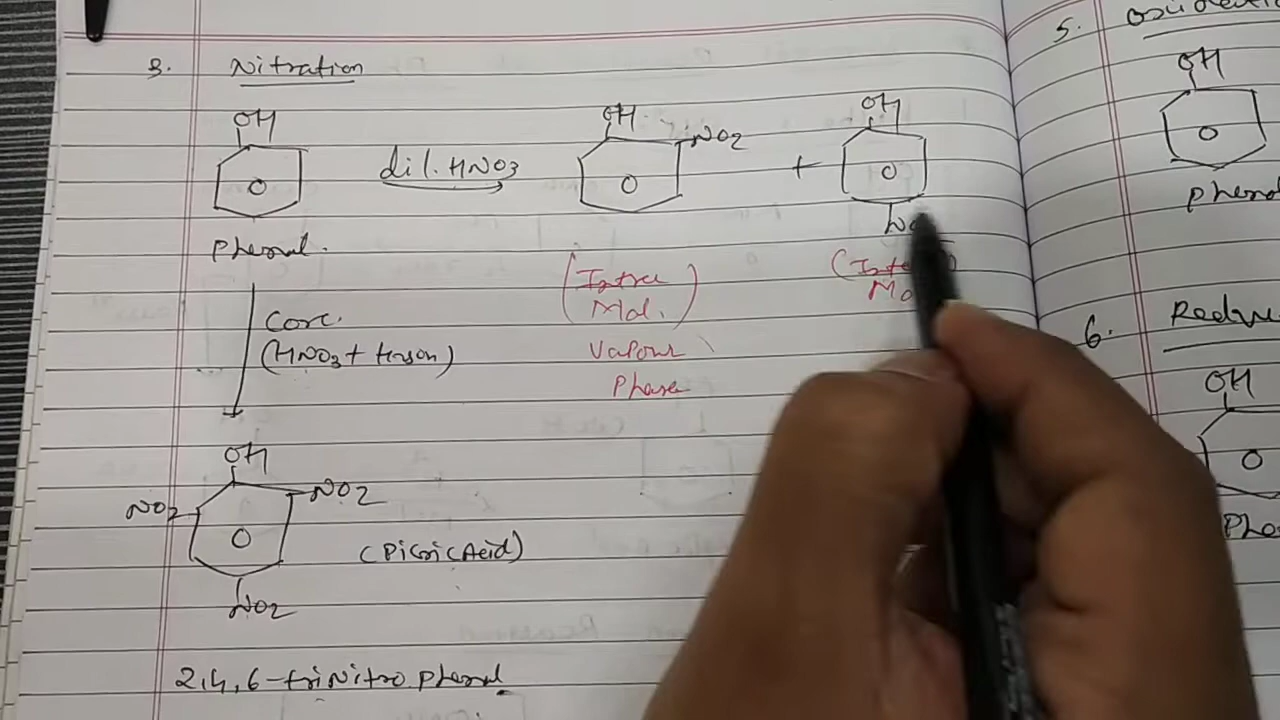 3. Nitration
OH
dil. HNO3
OH
NO2
+
OH
Phenol.
(Intra
Mol.)
Vapour
Phase
Conc.
(HNO3 +
OH
NO2
NO2
NO2
(Picric Acid)
2,4,6-triNitro Phenol
5.
OH
6.
OH